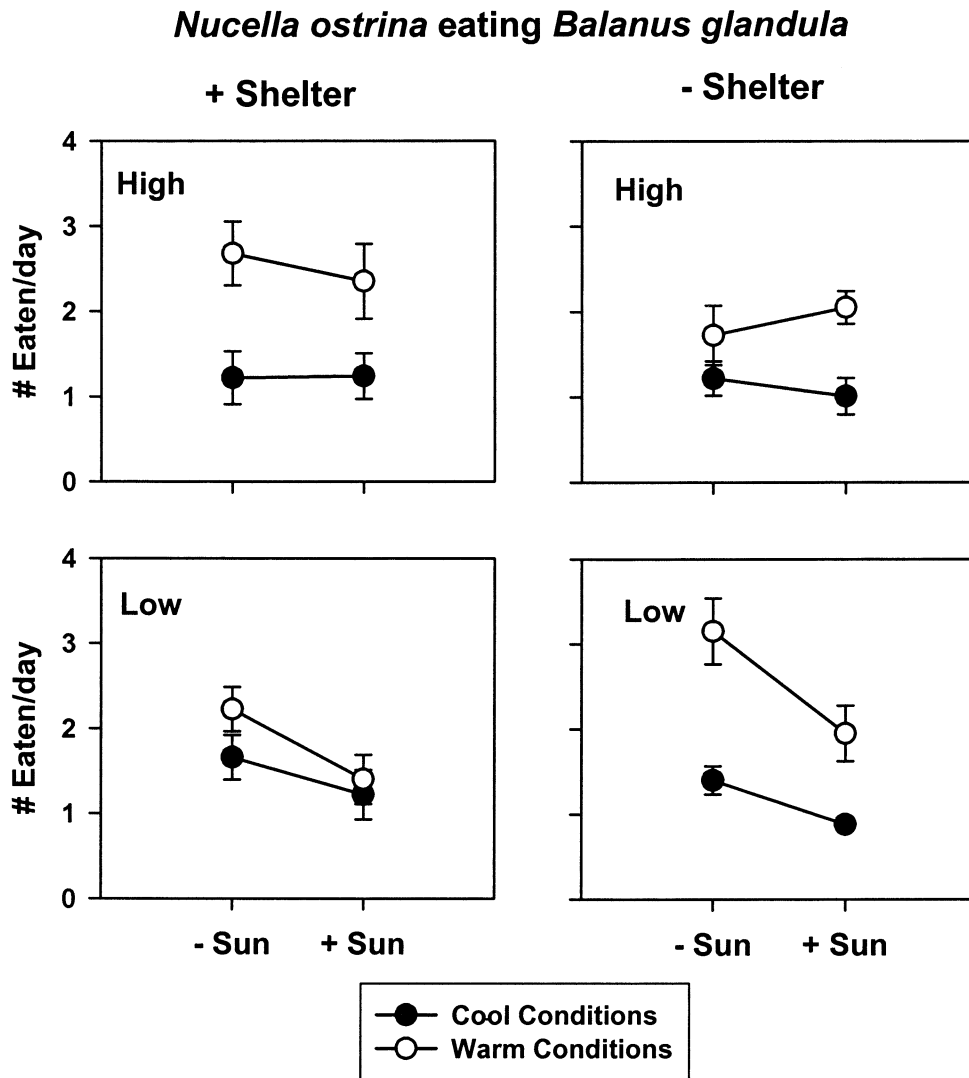 Nucella ostrina eating Balanus glandula
+ Shelter
- Shelter
4
3
2
1
0
# Eaten/day
High
High
4
3
2
1
0
# Eaten/day
Low
Low
- Sun
+ Sun
- Sun
+ Sun
Cool Conditions
Warm Conditions